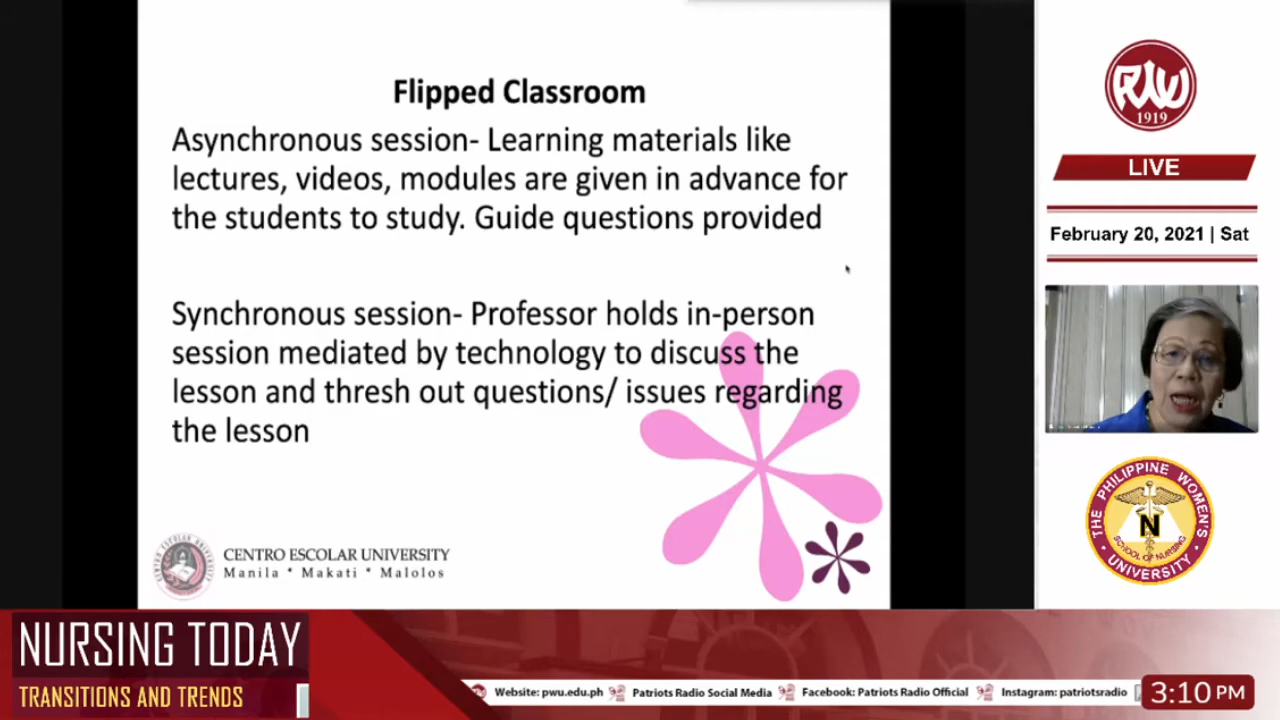 Flipped Classroom
Asynchronous session- Learning materials like
lectures, videos, modules are given in advance for
the students to study. Guide questions provided
Synchronous session- Professor holds in-person
session mediated by technology to discuss the
lesson and thresh out questions/ issues regarding
the lesson
CENTRO ESCOLAR UNIVERSITY
Manila * Makati * Malolos
PWU
1919
LIVE
February 20, 2021 | Sat
THE PHILIPPINE WOMEN'S
UNIVERSITY
SCHOOL OF NURSING
N
NURSING TODAY
TRANSITIONS AND TRENDS
Website: pwu.edu.ph Patriots Radio Social Media Facebook: Patriots Radio Official Instagram: patriotsradio
3:10 PM